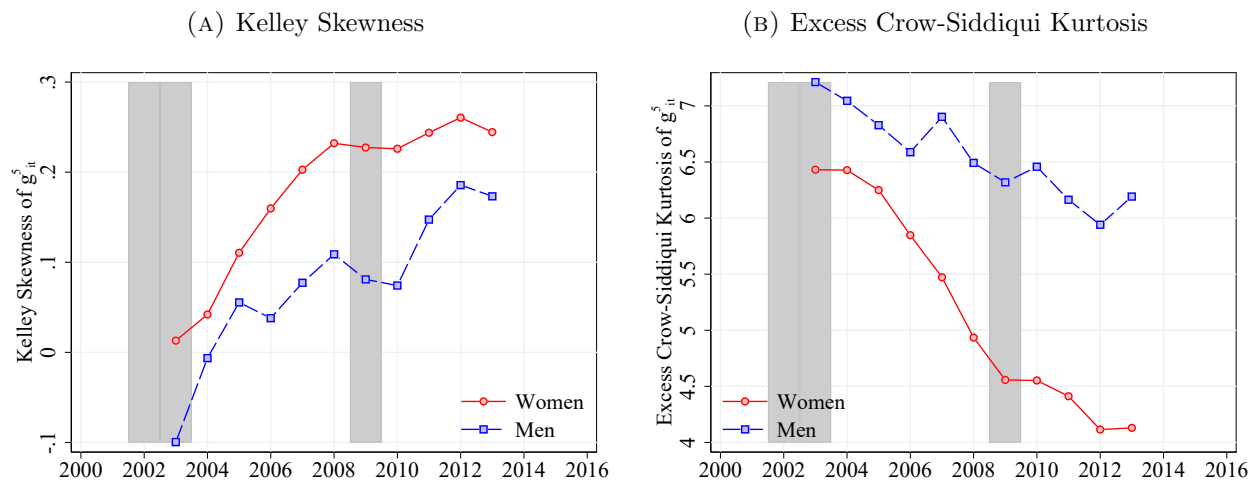 (A) Kelley Skewness
Kelley Skewness of g⁵ᵢₜ
.3
.2
.1
0
-.1
Women
Men
2000 2002 2004 2006 2008 2010 2012 2014 2016
(B) Excess Crow-Siddiqui Kurtosis
Excess Crow-Siddiqui Kurtosis of g⁵ᵢₜ
7
6.5
6
5.5
5
4.5
4
Women
Men
2000 2002 2004 2006 2008 2010 2012 2014 2016